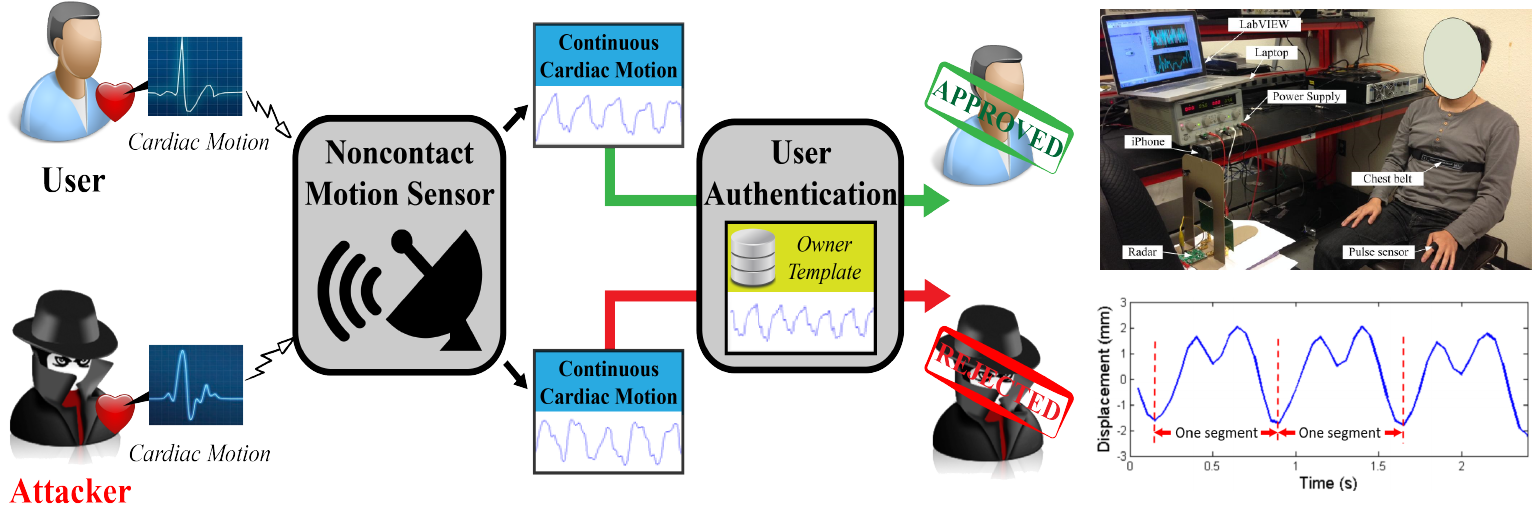 Cardiac Motion
User
Continuous
Cardiac Motion
Noncontact
Motion Sensor
User
Authentication
Owner
Template
APPROVED
Attacker
Cardiac Motion
Continuous
Cardiac Motion
REJECTED
LabVIEW
Laptop
Power Supply
iPhone
Chest belt
Radar
Pulse sensor
Displacement (mm)
3
2
1
0
-1
-2
-3
One segment
One segment
0 0.5 1 1.5 2
Time (s)